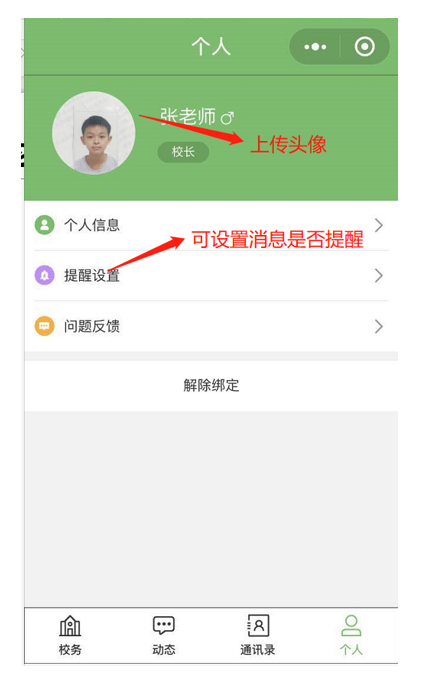 个人
张老师♂
校长
上传头像
个人信息
可设置消息是否提醒
提醒设置
问题反馈
解除绑定
校务
动态
通讯录
个人